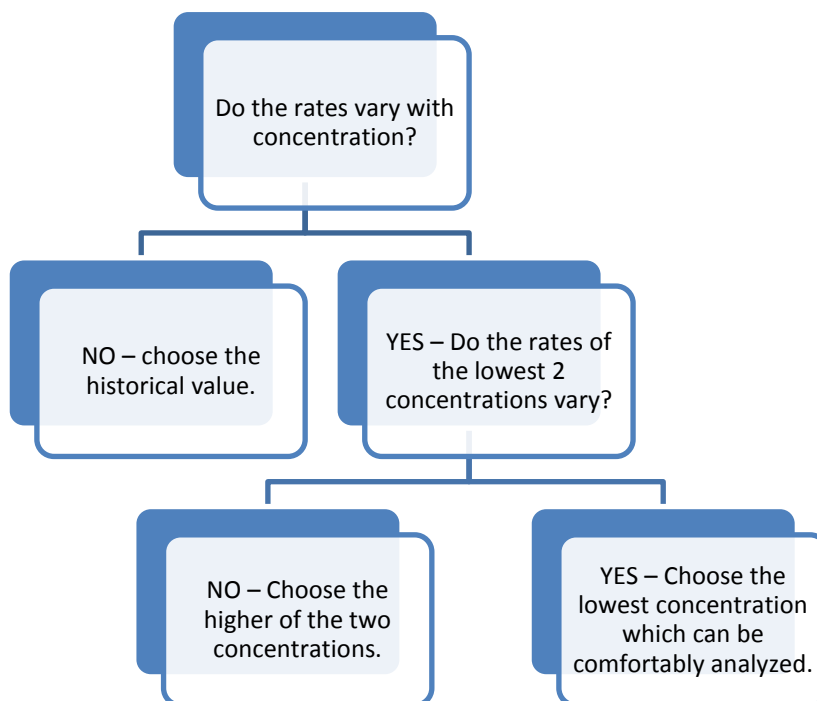 Do the rates vary with
concentration?
NO – choose the
historical value.
YES – Do the rates of
the lowest 2
concentrations vary?
NO – Choose the
higher of the two
concentrations.
YES – Choose the
lowest concentration
which can be
comfortably analyzed.